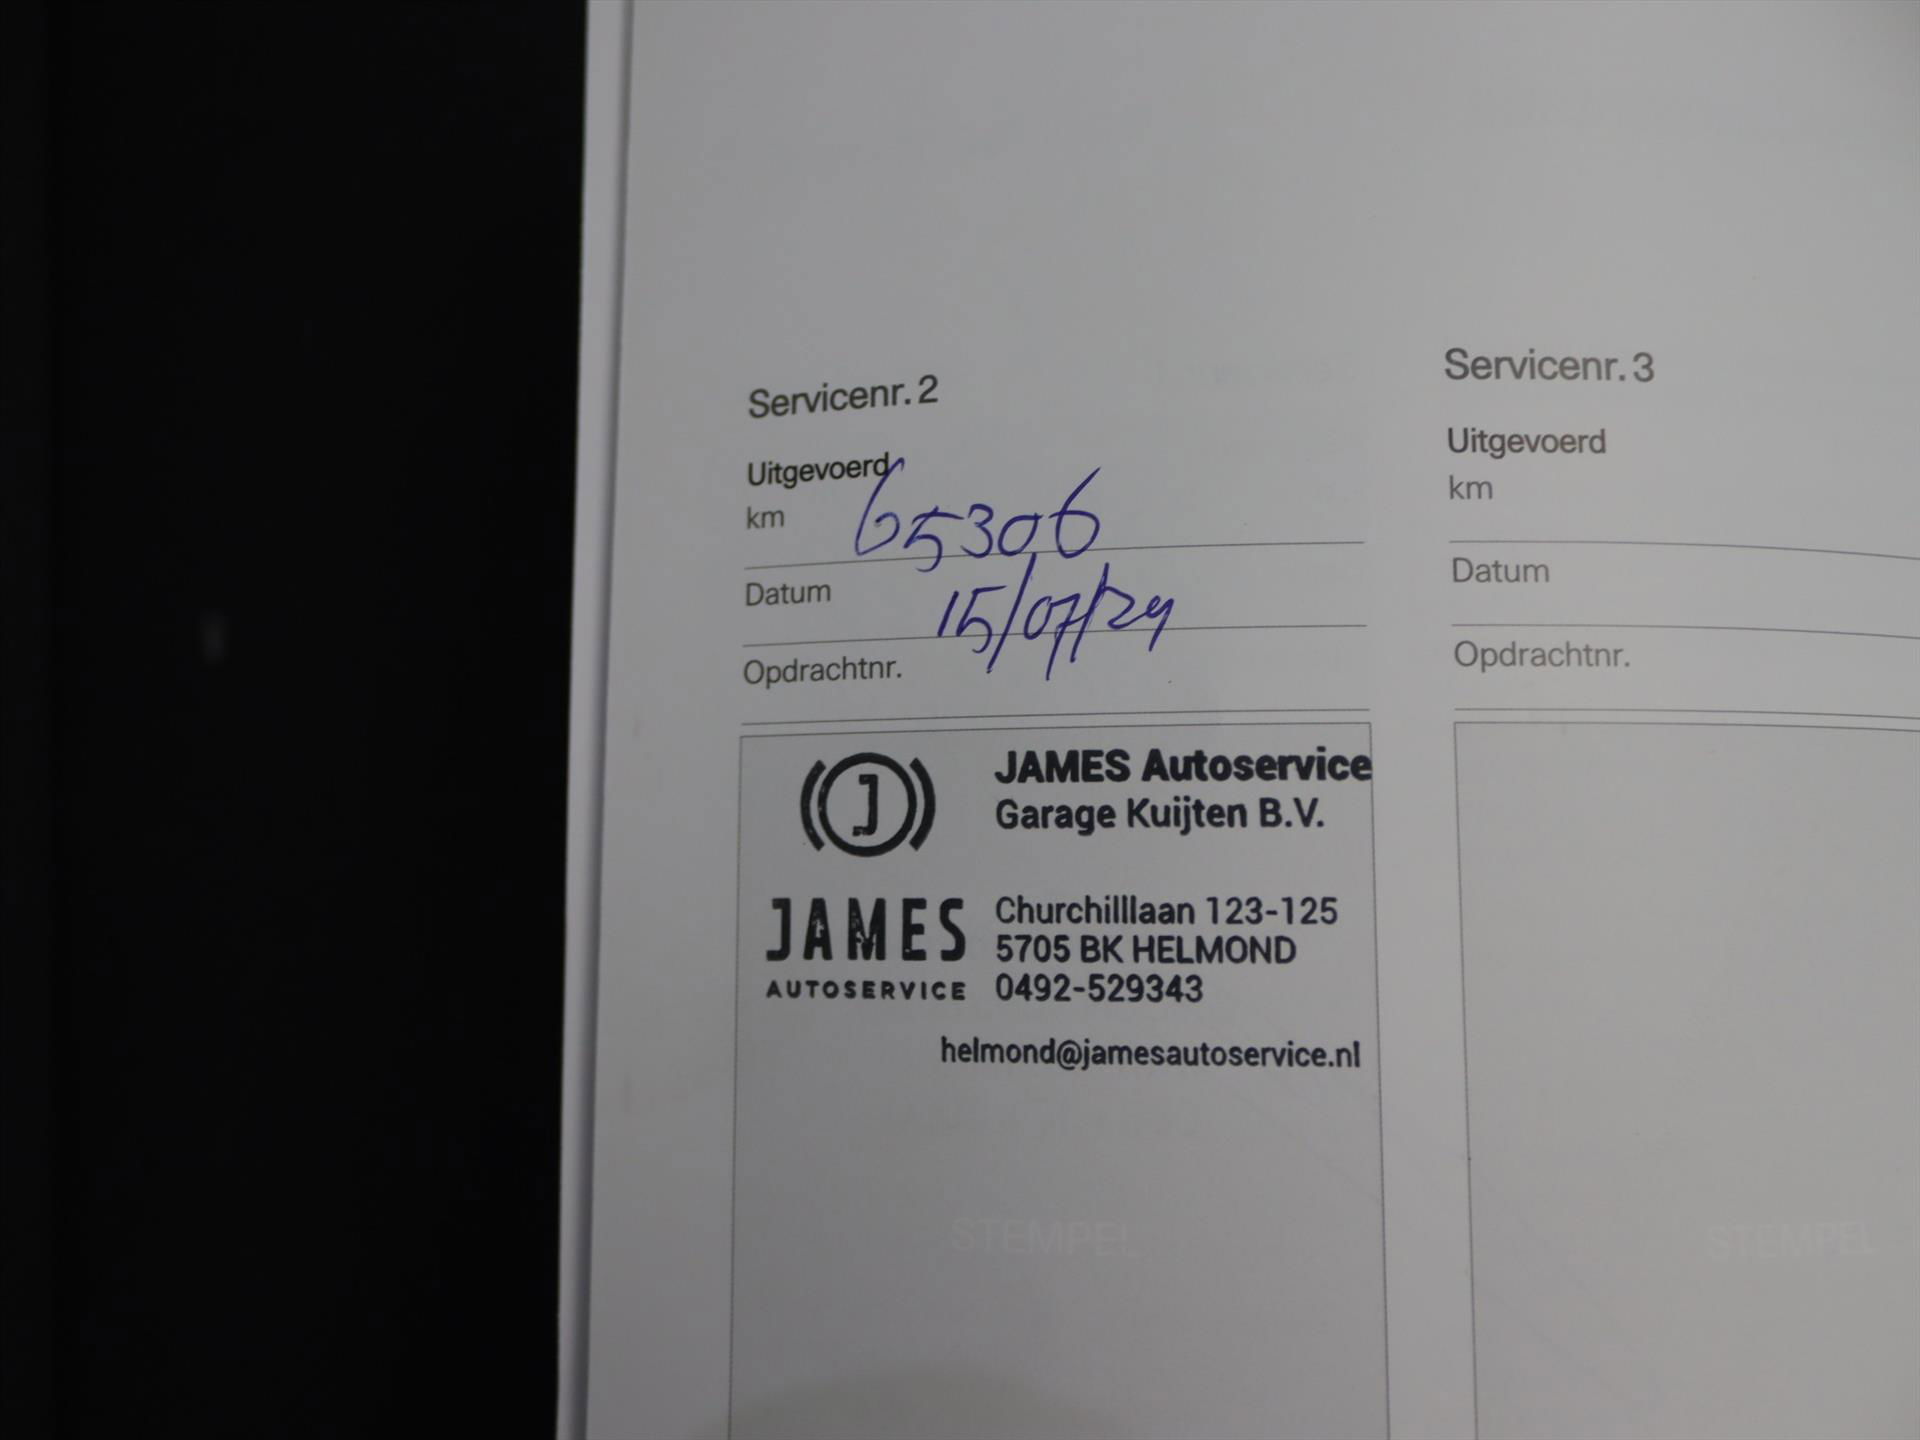 Servicenr. 2
Uitgevoerd
km 65306
Datum 15/07/24
Opdrachtnr.
J
JAMES
AUTOSERVICE
JAMES Autoservice
Garage Kuijten B.V.
Churchilllaan 123-125
5705 BK HELMOND
0492-529343
helmond@jamesautoservice.nl
STEMPEL
Servicenr. 3
Uitgevoerd
km
Datum
Opdrachtnr.
STEMPEL